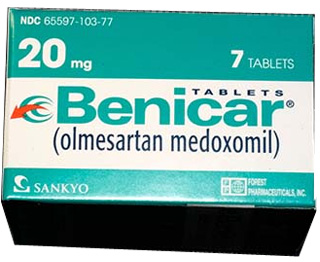 NDC 65597-103-77
20 mg
7 TABLETS
TABLETS
Benicar®
(olmesartan medoxomil)
SANKYO
FOREST
PHARMACEUTICALS, INC.